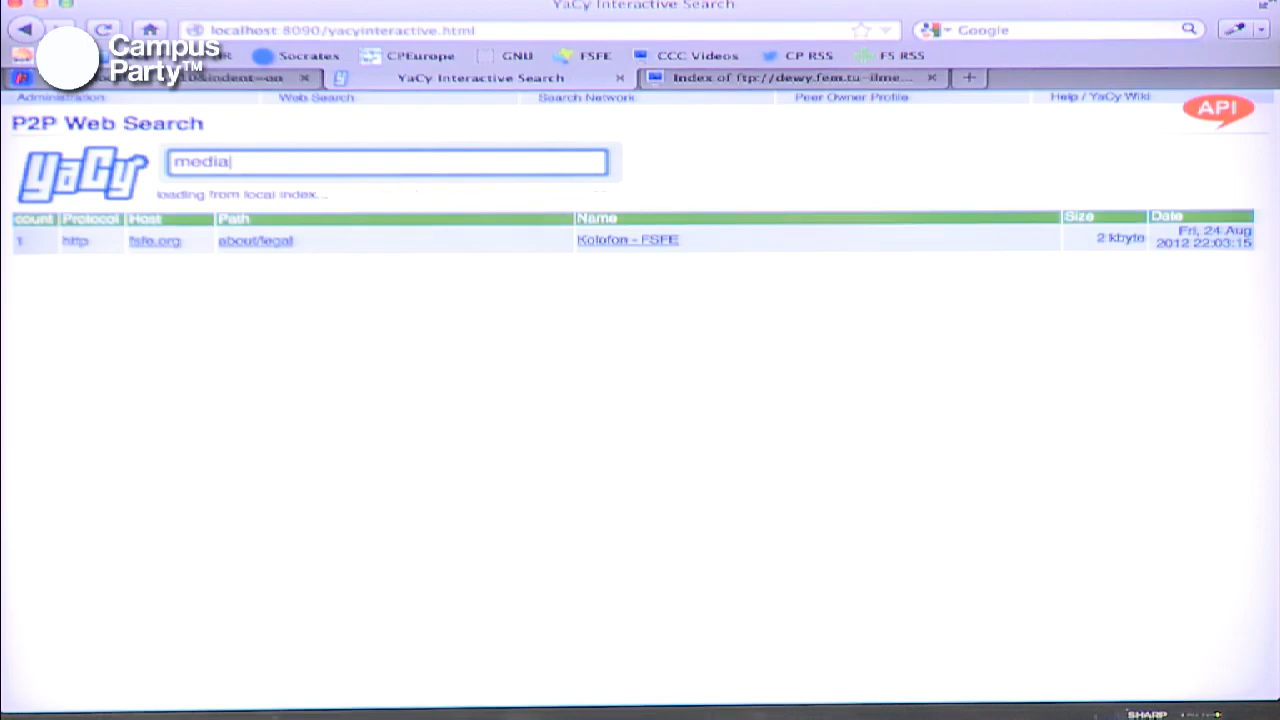 YaCy Interactive Search
localhost:8090/yacyinteractive.html
Google
Campus
Party™
Socrates
CPEurope
GNU
FSFE
CCC Videos
CP RSS
FS RSS
YaCy Interactive Search
Index of ftp://dewy.fem.tu-ilme...
Administration
Web Search
Search Network
Peer Owner Profile
Help / YaCy Wiki
API
P2P Web Search
YaCy
media
loading from local index...
count Protocol Host Path Name Size Date
1 http fsfe.org about/legal Kolofon - FSFE 2 kbyte Fri, 24 Aug
2012 22:03:15
SHARP